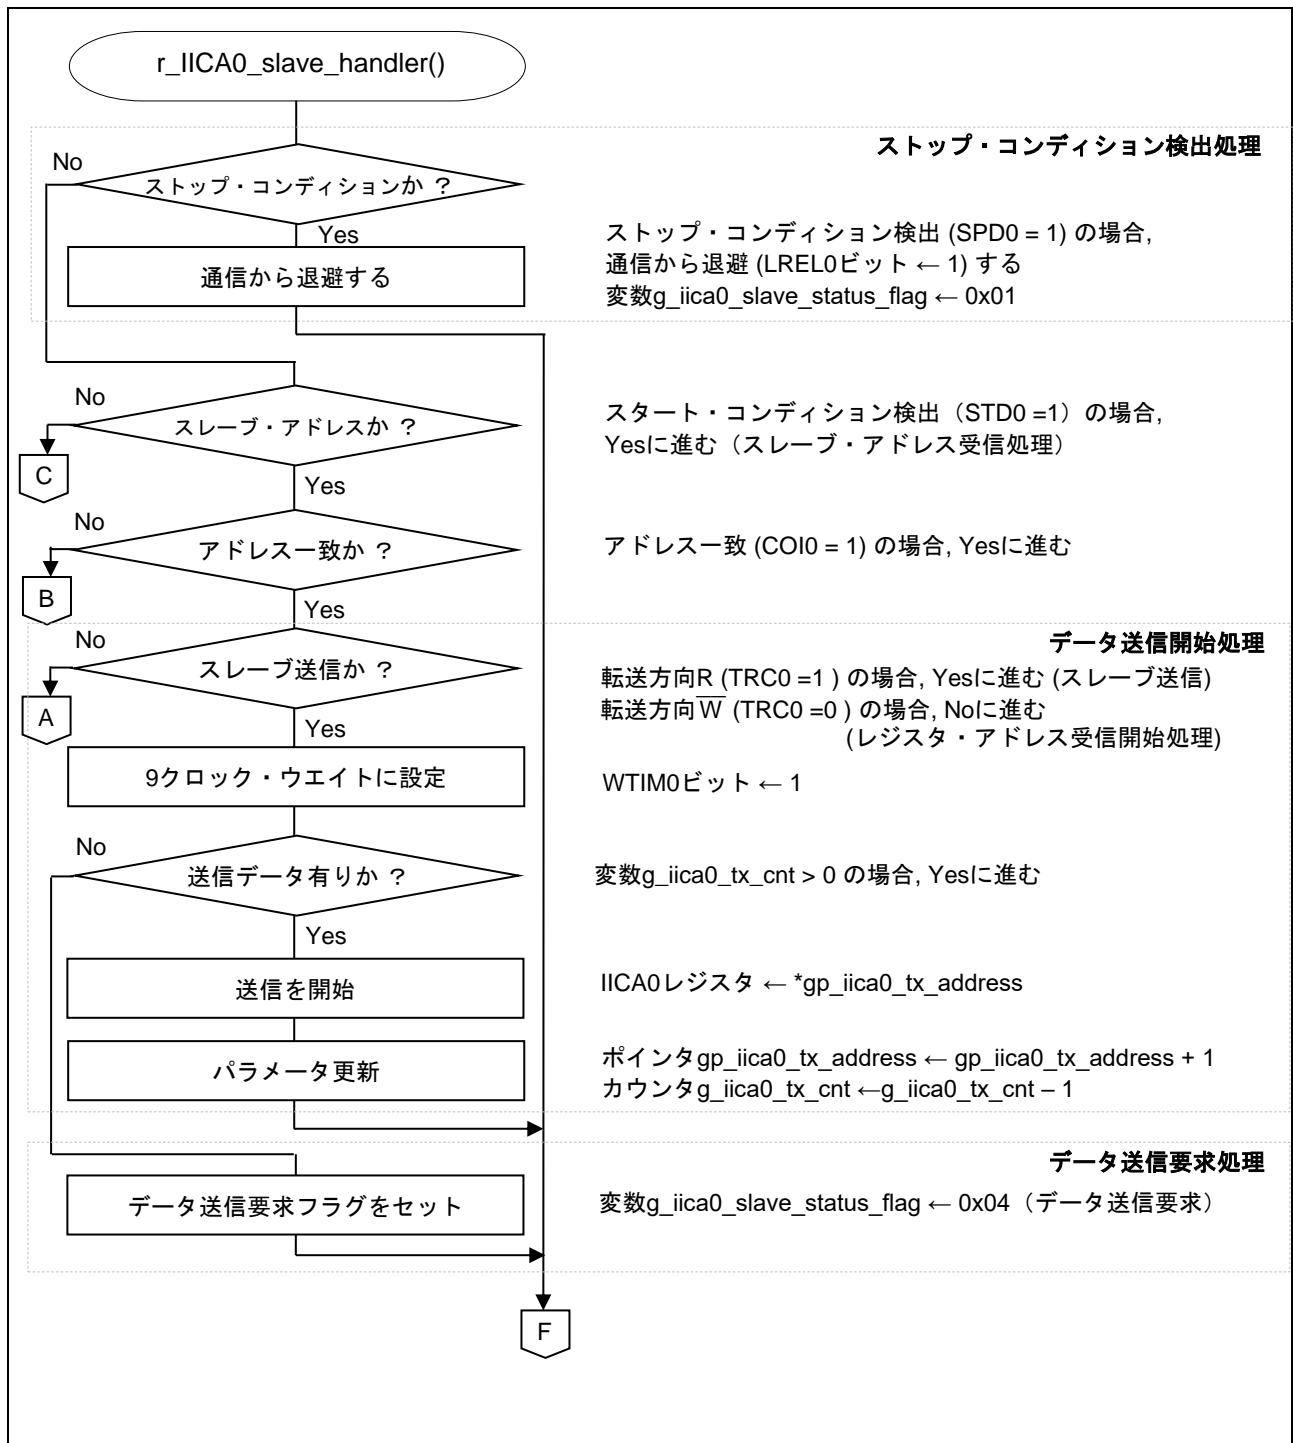 r_IICA0_slave_handler()
ストップ・コンディション検出処理
No
ストップ・コンディションか ?
Yes
ストップ・コンディション検出 (SPD0 = 1) の場合,
通信から退避する
通信から退避 (LREL0ビット ← 1) する
変数g_iica0_slave_status_flag ← 0x01
No
スレーブ・アドレスか ?
スタート・コンディション検出（STD0 =1）の場合,
Yesに進む（スレーブ・アドレス受信処理）
C
Yes
No
アドレス一致か ?
アドレス一致 (COI0 = 1) の場合, Yesに進む
B
Yes
データ送信開始処理
No
スレーブ送信か ?
転送方向R (TRC0 =1 ) の場合, Yesに進む (スレーブ送信)
転送方向W̅ (TRC0 =0 ) の場合, Noに進む
(レジスタ・アドレス受信開始処理)
A
Yes
9クロック・ウエイトに設定
WTIM0ビット ← 1
No
送信データ有りか ?
変数g_iica0_tx_cnt > 0 の場合, Yesに進む
Yes
送信を開始
IICA0レジスタ ← *gp_iica0_tx_address
パラメータ更新
ポインタgp_iica0_tx_address ← gp_iica0_tx_address + 1
カウンタg_iica0_tx_cnt ←g_iica0_tx_cnt – 1
データ送信要求処理
データ送信要求フラグをセット
変数g_iica0_slave_status_flag ← 0x04（データ送信要求）
F